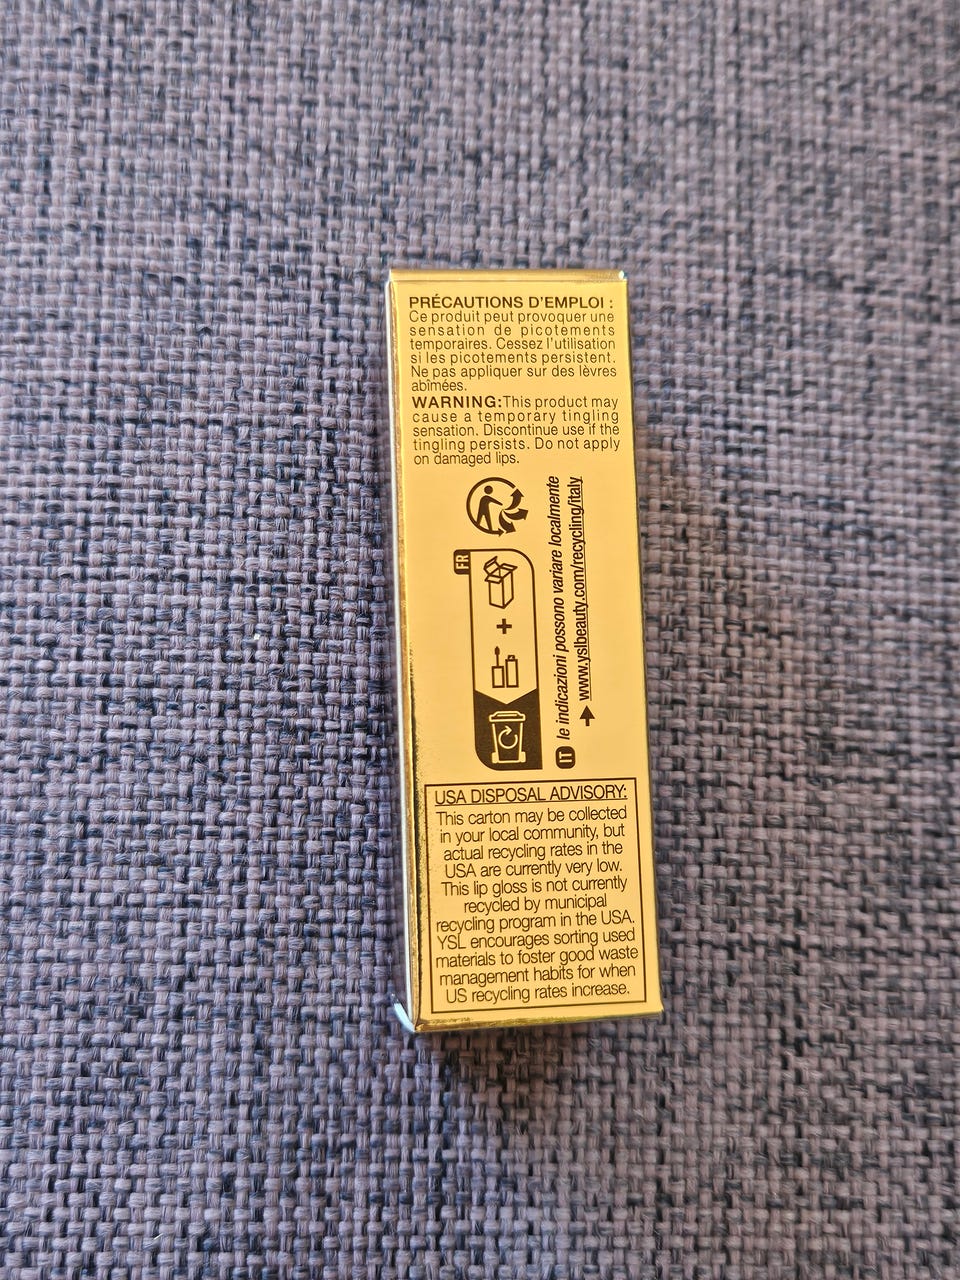 PRÉCAUTIONS D'EMPLOI :
Ce produit peut provoquer une
sensation de picotements
temporaires. Cessez l'utilisation
si les picotements persistent.
Ne pas appliquer sur des lèvres
abîmées.
WARNING:This product may
cause a temporary tingling
sensation. Discontinue use if the
tingling persists. Do not apply
on damaged lips.
FR
IT le indicazioni possono variare localmente
www.yslbeauty.com/recycling/italy
USA DISPOSAL ADVISORY:
This carton may be collected
in your local community, but
actual recycling rates in the
USA are currently very low.
This lip gloss is not currently
recycled by municipal
recycling program in the USA.
YSL encourages sorting used
materials to foster good waste
management habits for when
US recycling rates increase.